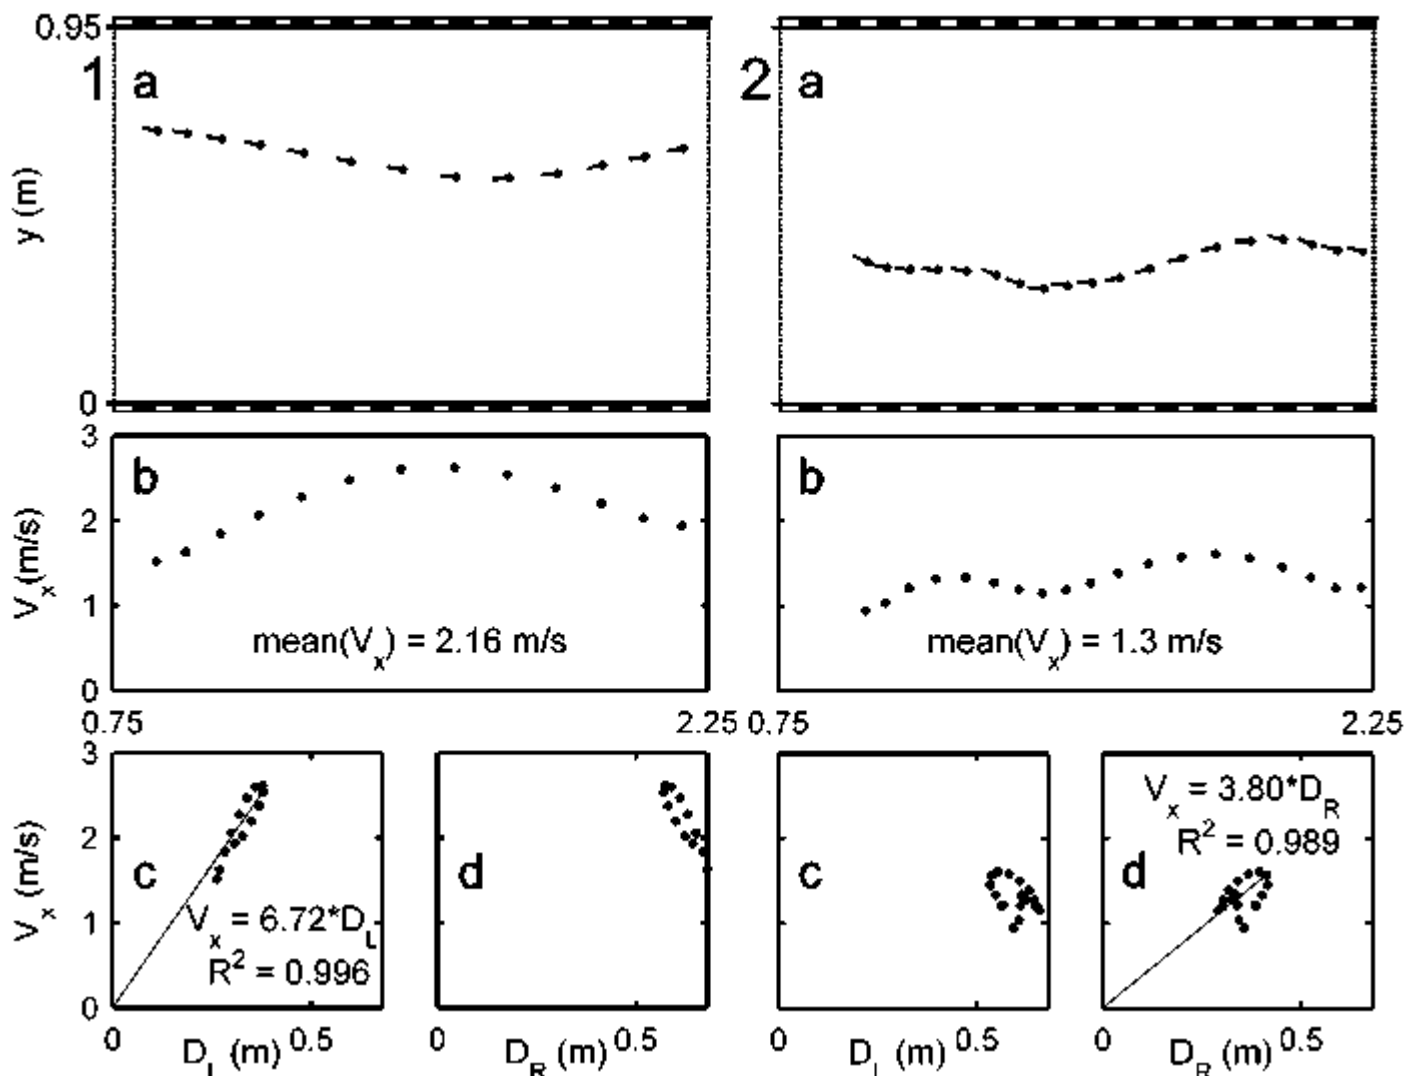 0.95
1 a
2 a
y (m)
0
3
2
1
0
V_x (m/s)
b
mean(V_x) = 2.16 m/s
b
mean(V_x) = 1.3 m/s
0.75
2.25
0.75
2.25
3
2
1
0
V_x (m/s)
c
V_x = 6.72*D_L
R² = 0.996
d
c
V_x = 3.80*D_R
R² = 0.989
d
0
D_L (m)
0.5
0
D_R (m)
0.5
0
D_L (m)
0.5
0
D_R (m)
0.5